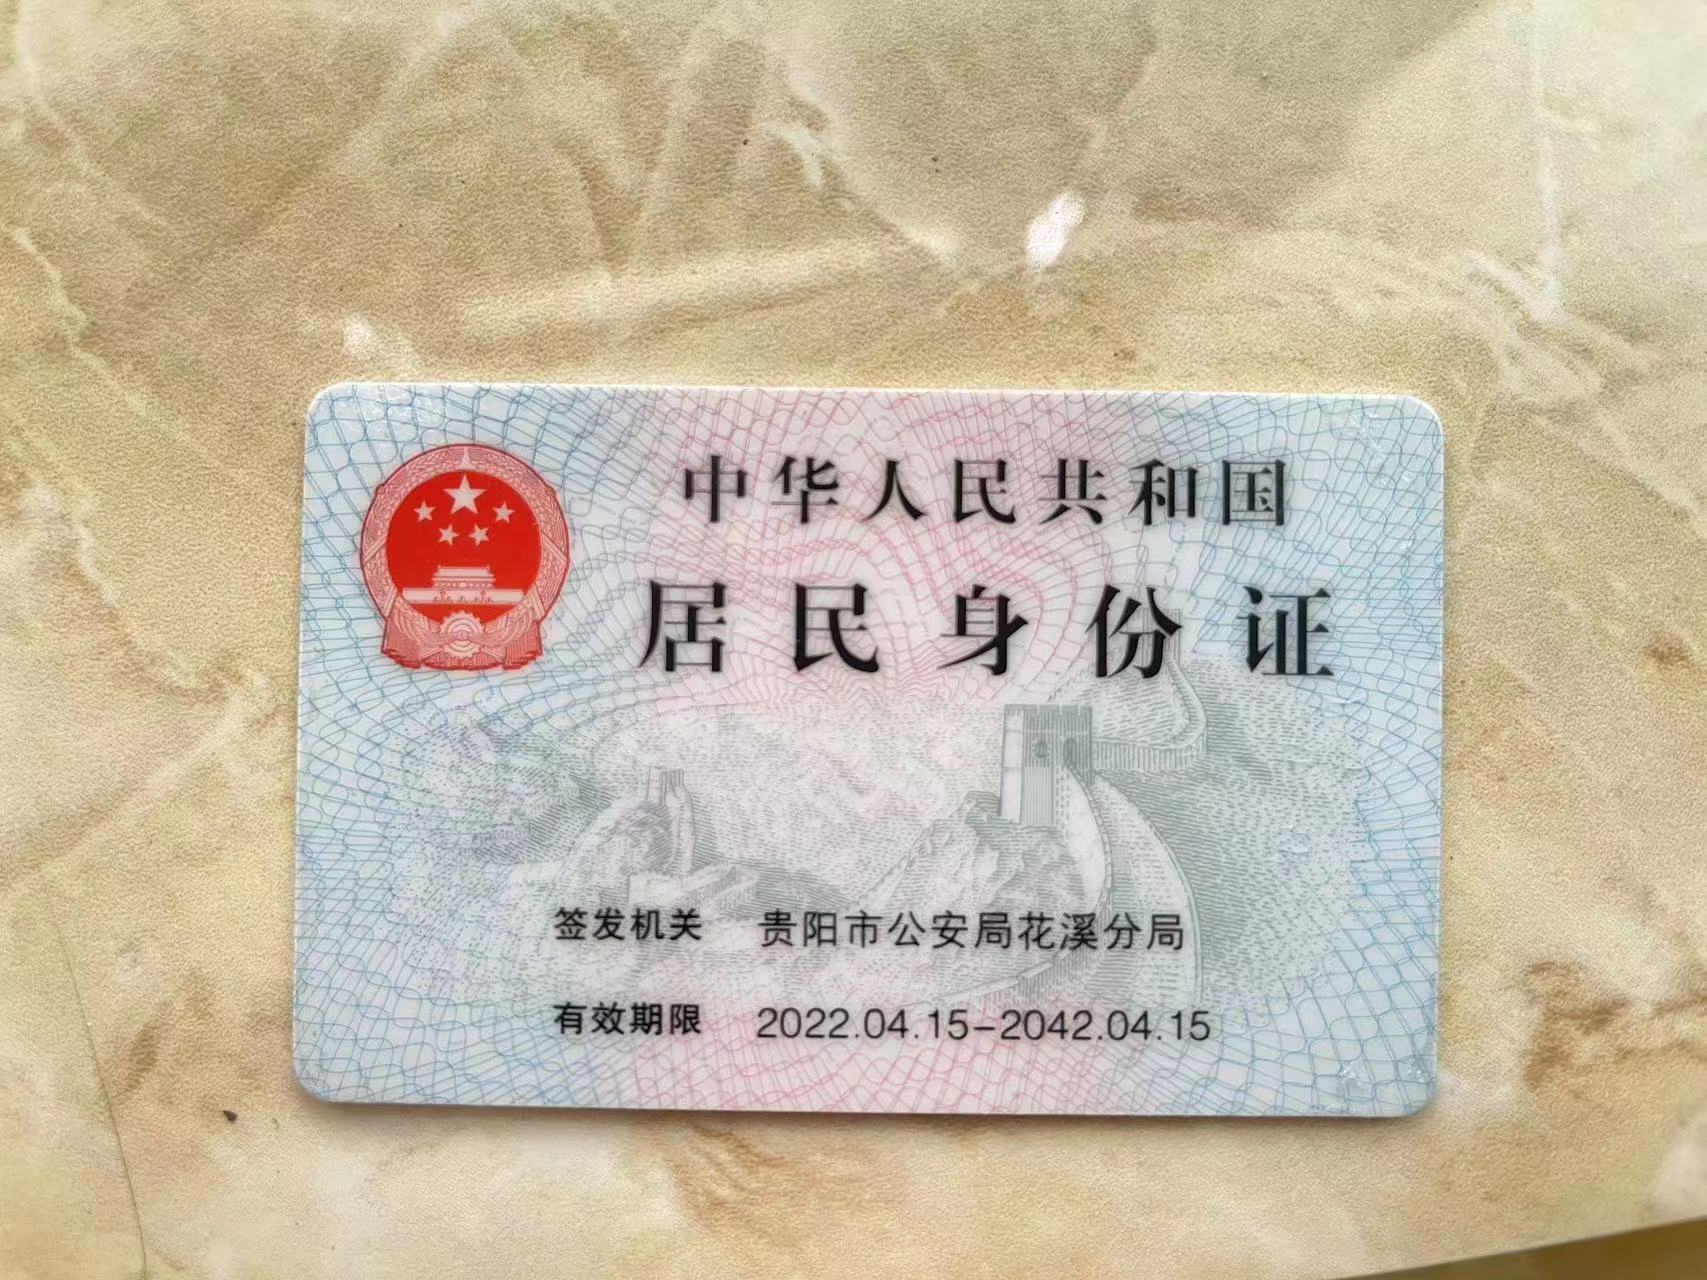 中华人民共和国
居民身份证
签发机关 贵阳市公安局花溪分局
有效期限 2022.04.15-2042.04.15